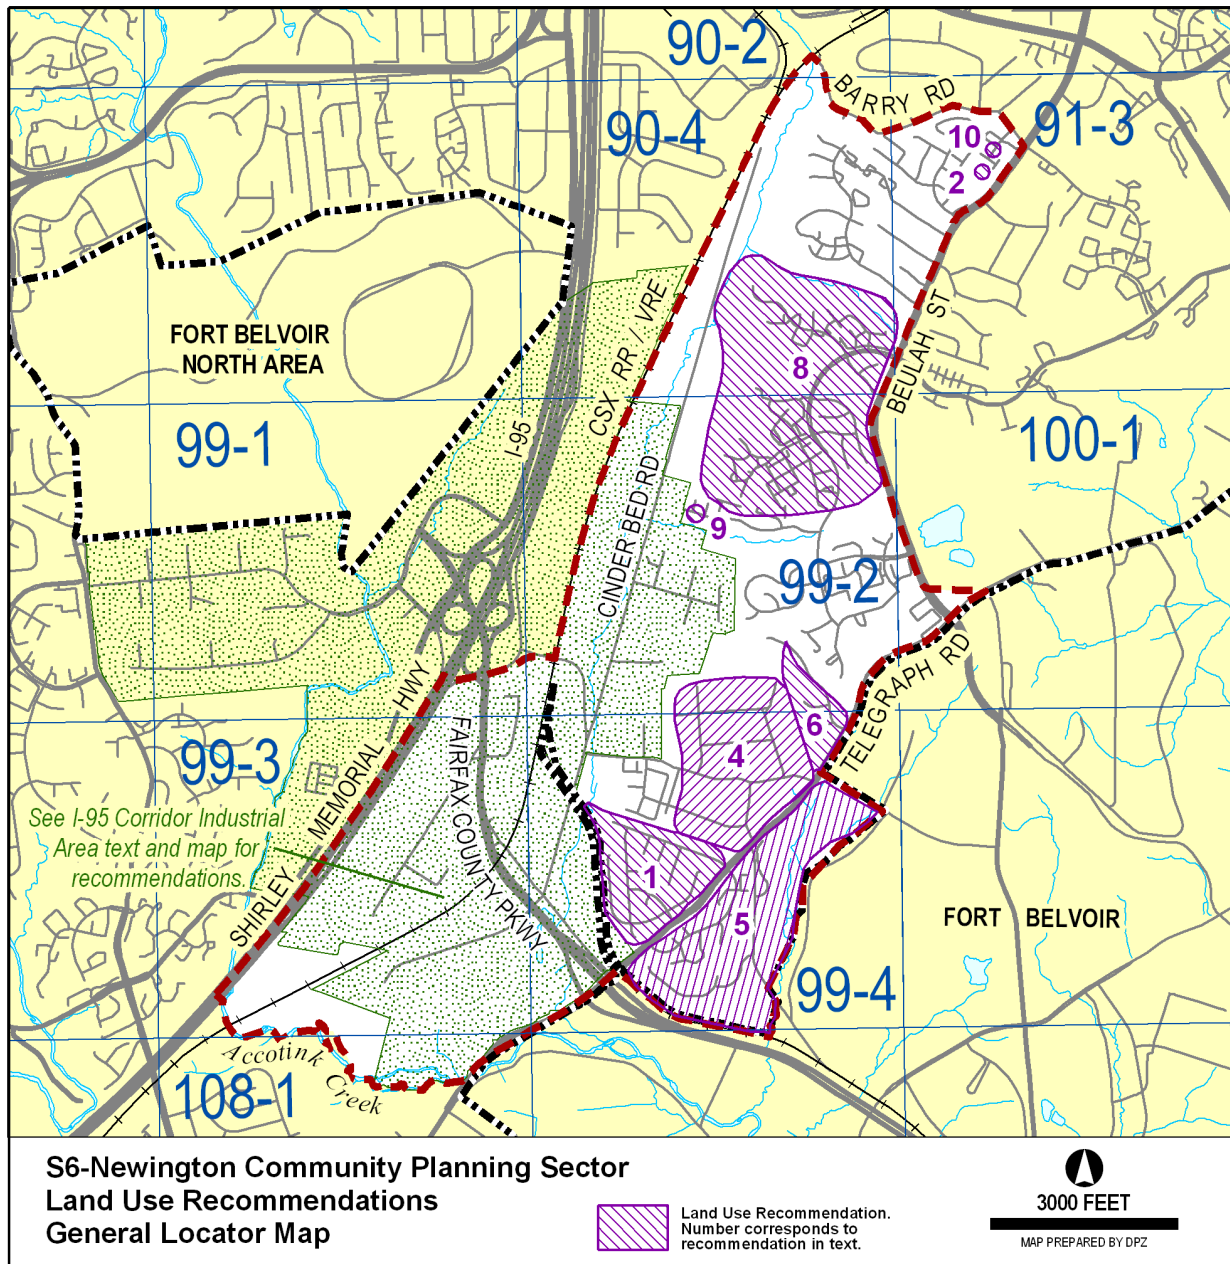 90-2
BARRY RD
91-3
90-4
10
2
FORT BELVOIR
NORTH AREA
CSX RR / VRE
8
BEULAH ST
I-95
99-1
100-1
CINDER BED RD
9
99-2
TELEGRAPH RD
6
4
99-3
SHIRLEY MEMORIAL HWY
FAIRFAX COUNTY PKWY
See I-95 Corridor Industrial
Area text and map for
recommendations.
1
5
FORT BELVOIR
99-4
Accotink Creek
108-1
S6-Newington Community Planning Sector
Land Use Recommendations
General Locator Map
Land Use Recommendation.
Number corresponds to
recommendation in text.
3000 FEET
MAP PREPARED BY DPZ